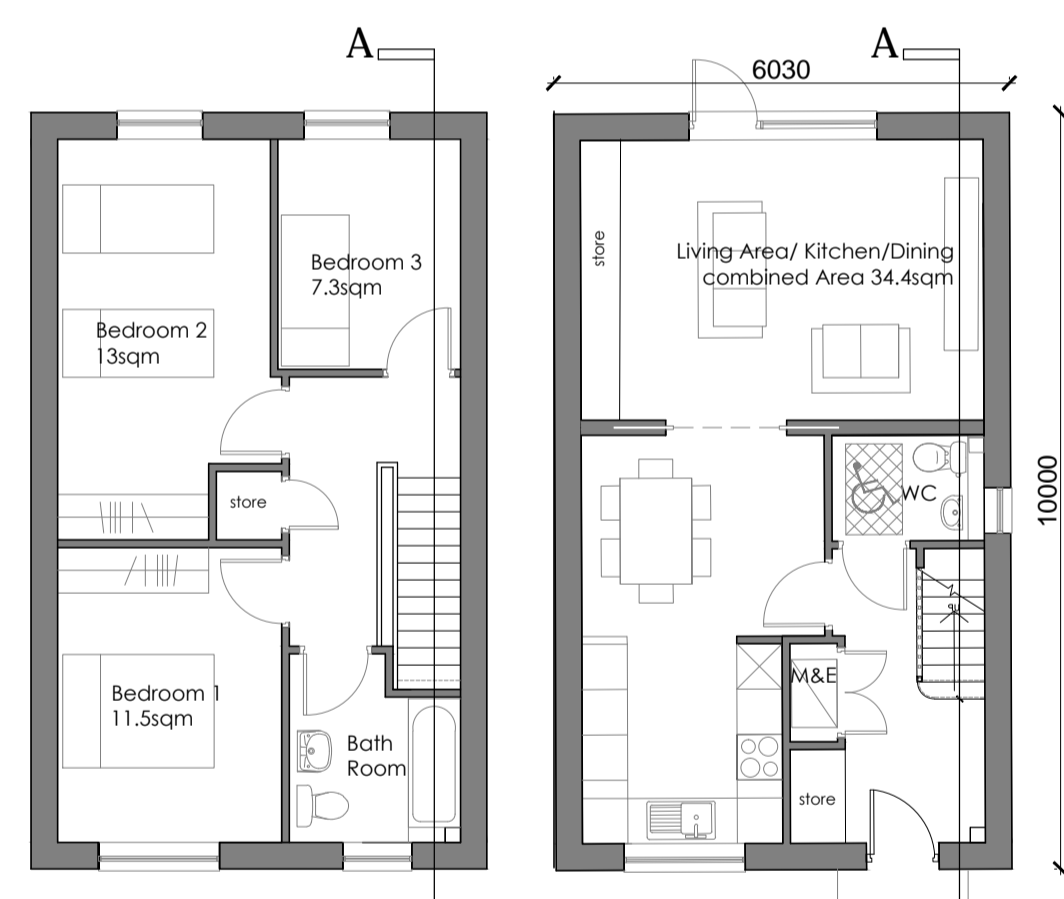 A
A
6030
Bedroom 3
7.3sqm
Bedroom 2
13sqm
store
Bedroom 1
11.5sqm
Bath
Room
store
Living Area/ Kitchen/Dining
combined Area 34.4sqm
WC
10000
up
M&E
store